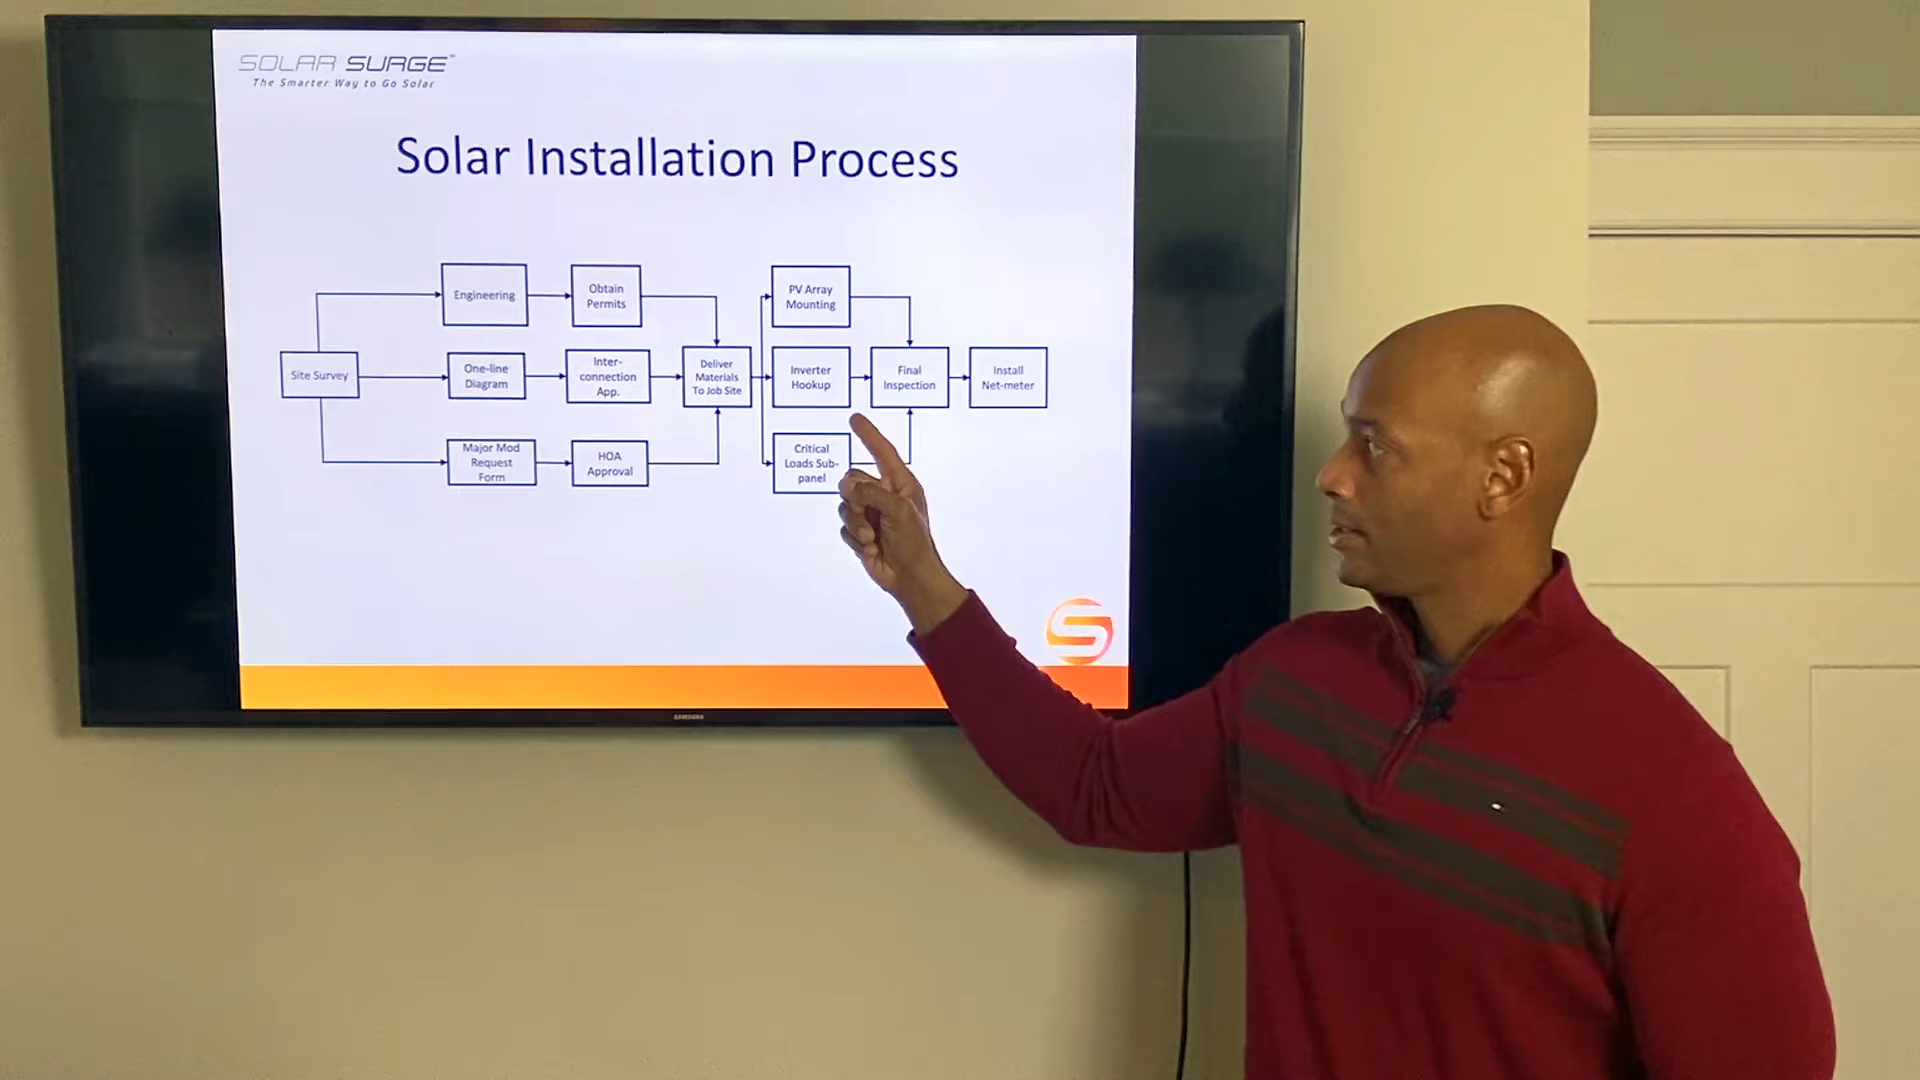 SOLAR SURGE™
The Smarter Way to Go Solar
Solar Installation Process
Engineering
Obtain
Permits
PV Array
Mounting
Site Survey
One-line
Diagram
Inter-
connection
App.
Deliver
Materials
To Job Site
Inverter
Hookup
Final
Inspection
Install
Net-meter
Major Mod
Request
Form
HOA
Approval
Critical
Loads Sub-
panel
S
SAMSUNG